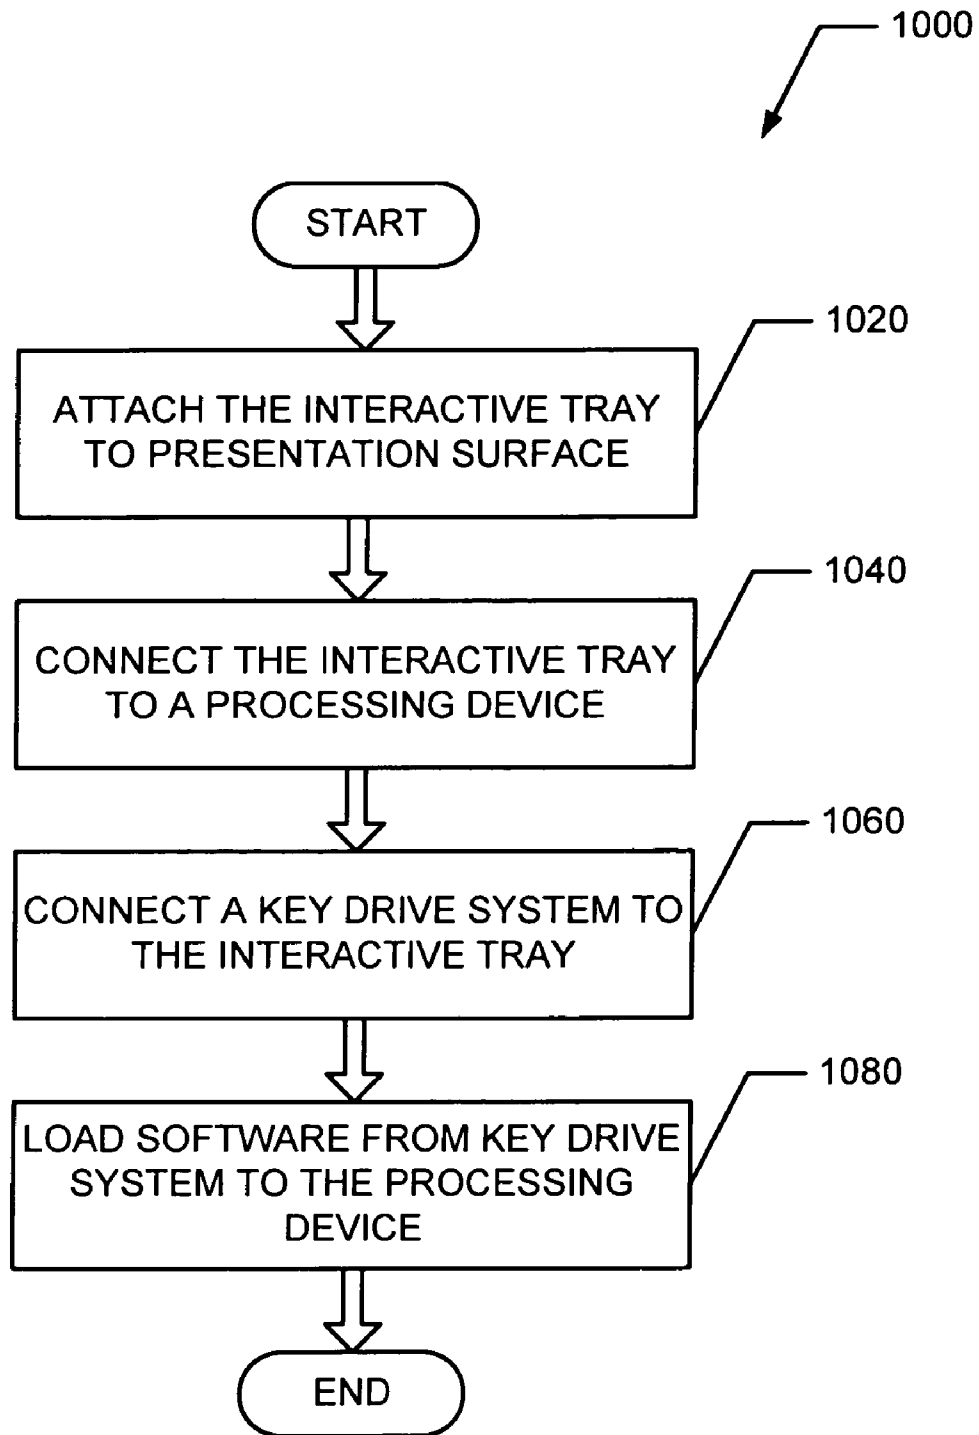 1000
START
1020
ATTACH THE INTERACTIVE TRAY
TO PRESENTATION SURFACE
1040
CONNECT THE INTERACTIVE TRAY
TO A PROCESSING DEVICE
1060
CONNECT A KEY DRIVE SYSTEM TO
THE INTERACTIVE TRAY
1080
LOAD SOFTWARE FROM KEY DRIVE
SYSTEM TO THE PROCESSING
DEVICE
END